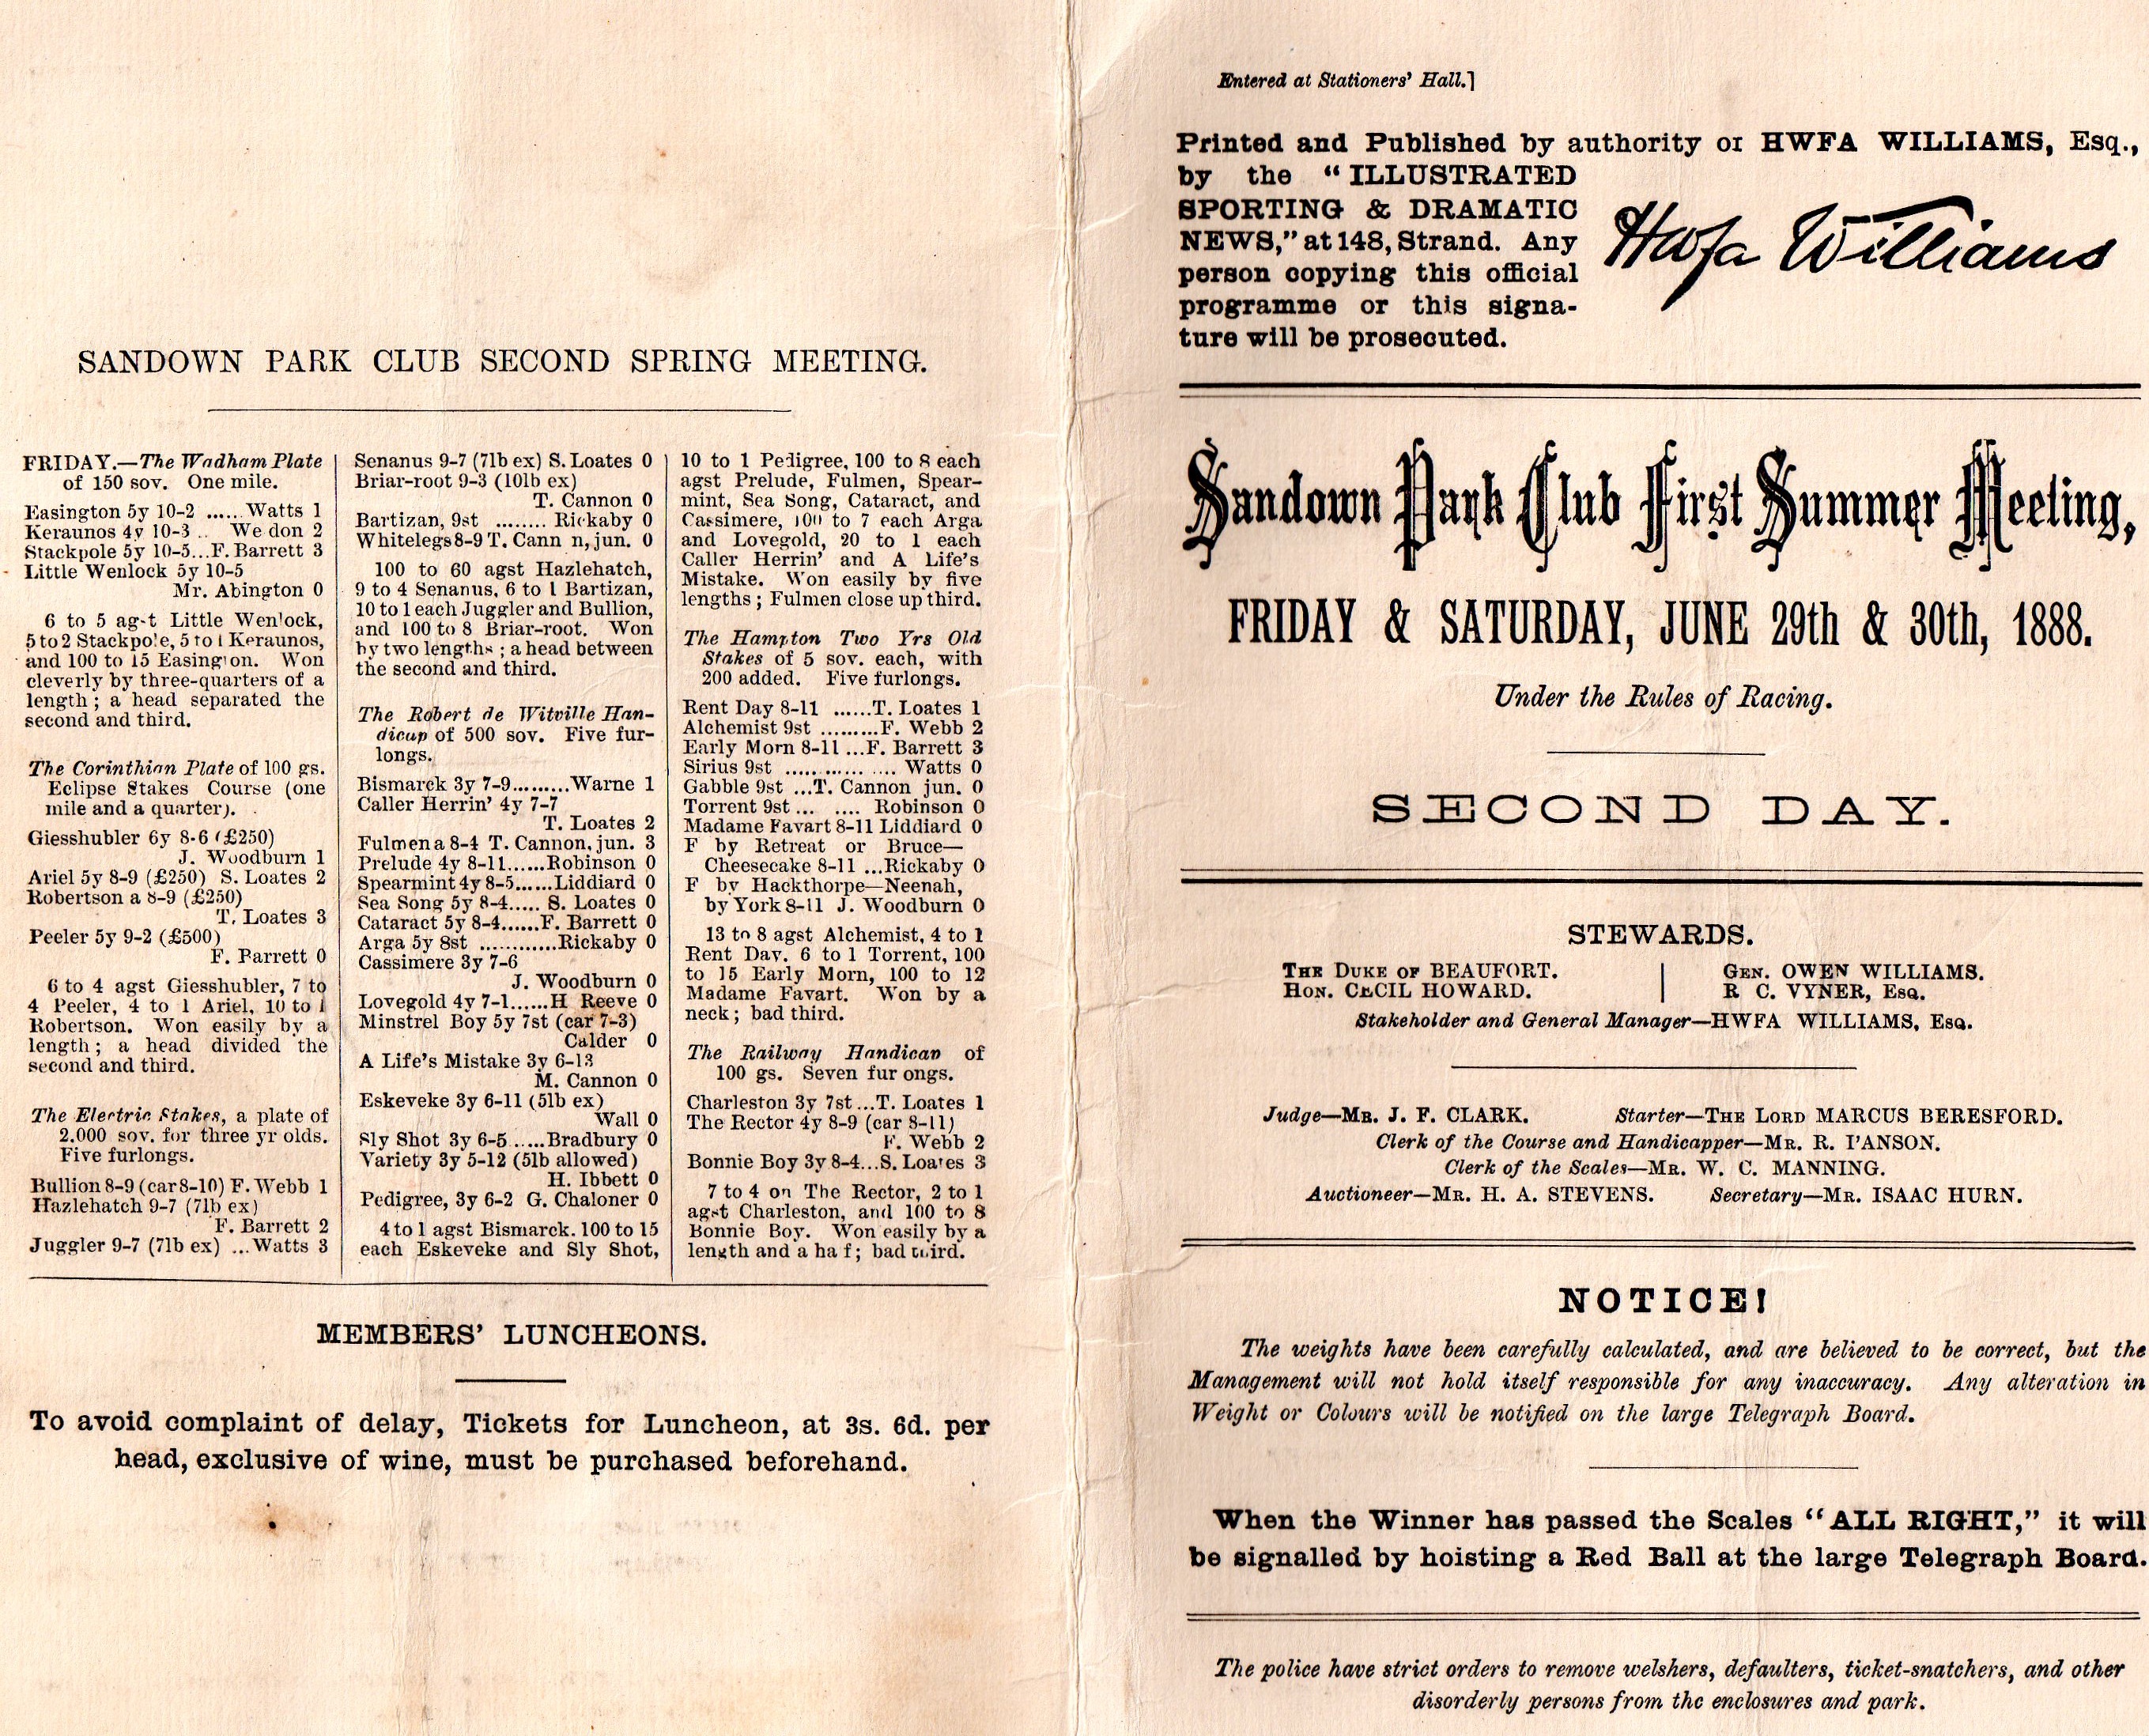 SANDOWN PARK CLUB SECOND SPRING MEETING.
FRIDAY.—The Wadham Plate
of 150 sov. One mile.
Easington 5y 10-2 ......Watts 1
Keraunos 4y 10-3 .. We don 2
Stackpole 5y 10-5...F. Barrett 3
Little Wenlock 5y 10-5
Mr. Abington 0
6 to 5 agst Little Wenlock,
5 to 2 Stackpole, 5 to 1 Keraunos,
and 100 to 15 Easington. Won
cleverly by three-quarters of a
length; a head separated the
second and third.
The Corinthian Plate of 100 gs.
Eclipse Stakes Course (one
mile and a quarter).
Giesshubler 6y 8-6 (£250)
J. Woodburn 1
Ariel 5y 8-9 (£250) S. Loates 2
Robertson a 8-9 (£250)
T. Loates 3
Peeler 5y 9-2 (£500)
F. Barrett 0
6 to 4 agst Giesshubler, 7 to
4 Peeler, 4 to 1 Ariel, 10 to 1
Robertson. Won easily by a
length; a head divided the
second and third.
The Electric Stakes, a plate of
2,000 sov. for three yr olds.
Five furlongs.
Bullion 8-9 (car 8-10) F. Webb 1
Hazlehatch 9-7 (7lb ex)
F. Barrett 2
Juggler 9-7 (7lb ex) ...Watts 3
Senanus 9-7 (7lb ex) S. Loates 0
Briar-root 9-3 (10lb ex)
T. Cannon 0
Bartizan, 9st ........ Rickaby 0
Whitelegs 8-9 T. Cann n, jun. 0
100 to 60 agst Hazlehatch,
9 to 4 Senanus, 6 to 1 Bartizan,
10 to 1 each Juggler and Bullion,
and 100 to 8 Briar-root. Won
by two lengths; a head between
the second and third.
The Robert de Witville Han-
dicap of 500 sov. Five fur-
longs.
Bismarck 3y 7-9.........Warne 1
Caller Herrin' 4y 7-7
T. Loates 2
Fulmen a 8-4 T. Cannon, jun. 3
Prelude 4y 8-11......Robinson 0
Spearmint 4y 8-5......Liddiard 0
Sea Song 5y 8-4..... S. Loates 0
Cataract 5y 8-4......F. Barrett 0
Arga 5y 8st ............Rickaby 0
Cassimere 3y 7-6
J. Woodburn 0
Lovegold 4y 7-1......H Reeve 0
Minstrel Boy 5y 7st (car 7-3)
Calder 0
A Life's Mistake 3y 6-13
M. Cannon 0
Eskeveke 3y 6-11 (5lb ex)
Wall 0
Sly Shot 3y 6-5 .....Bradbury 0
Variety 3y 5-12 (5lb allowed)
H. Ibbett 0
Pedigree, 3y 6-2 G. Chaloner 0
4 to 1 agst Bismarck. 100 to 15
each Eskeveke and Sly Shot,
10 to 1 Pedigree, 100 to 8 each
agst Prelude, Fulmen, Spear-
mint, Sea Song, Cataract, and
Cassimere, 100 to 7 each Arga
and Lovegold, 20 to 1 each
Caller Herrin' and A Life's
Mistake. Won easily by five
lengths; Fulmen close up third.
The Hampton Two Yrs Old
Stakes of 5 sov. each, with
200 added. Five furlongs.
Rent Day 8-11 ......T. Loates 1
Alchemist 9st .........F. Webb 2
Early Morn 8-11 ...F. Barrett 3
Sirius 9st ........... .... Watts 0
Gabble 9st ...T. Cannon jun. 0
Torrent 9st ... .... Robinson 0
Madame Favart 8-11 Liddiard 0
F by Retreat or Bruce—
Cheesecake 8-11 ...Rickaby 0
F by Hackthorpe—Neenah,
by York 8-11 J. Woodburn 0
13 to 8 agst Alchemist, 4 to 1
Rent Day. 6 to 1 Torrent, 100
to 15 Early Morn, 100 to 12
Madame Favart. Won by a
neck; bad third.
The Railway Handicap of
100 gs. Seven fur ongs.
Charleston 3y 7st...T. Loates 1
The Rector 4y 8-9 (car 8-11)
F. Webb 2
Bonnie Boy 3y 8-4...S. Loates 3
7 to 4 on The Rector, 2 to 1
agst Charleston, and 100 to 8
Bonnie Boy. Won easily by a
length and a ha f; bad third.
MEMBERS' LUNCHEONS.
To avoid complaint of delay, Tickets for Luncheon, at 3s. 6d. per
head, exclusive of wine, must be purchased beforehand.
Entered at Stationers' Hall.]
Printed and Published by authority of HWFA WILLIAMS, Esq.,
by the "ILLUSTRATED
SPORTING & DRAMATIC
NEWS," at 148, Strand. Any
person copying this official
programme or this signa-
ture will be prosecuted.
Hwfa Williams
Sandown Park Club First Summer Meeting,
FRIDAY & SATURDAY, JUNE 29th & 30th, 1888.
Under the Rules of Racing.
SECOND DAY.
STEWARDS.
THE DUKE OF BEAUFORT.
HON. CECIL HOWARD.
GEN. OWEN WILLIAMS.
R C. VYNER, ESQ.
Stakeholder and General Manager—HWFA WILLIAMS, ESQ.
Judge—MR. J. F. CLARK. Starter—THE LORD MARCUS BERESFORD.
Clerk of the Course and Handicapper—MR. R. I'ANSON.
Clerk of the Scales—MR. W. C. MANNING.
Auctioneer—MR. H. A. STEVENS. Secretary—MR. ISAAC HURN.
NOTICE!
The weights have been carefully calculated, and are believed to be correct, but the
Management will not hold itself responsible for any inaccuracy. Any alteration in
Weight or Colours will be notified on the large Telegraph Board.
When the Winner has passed the Scales "ALL RIGHT," it will
be signalled by hoisting a Red Ball at the large Telegraph Board.
The police have strict orders to remove welshers, defaulters, ticket-snatchers, and other
disorderly persons from the enclosures and park.